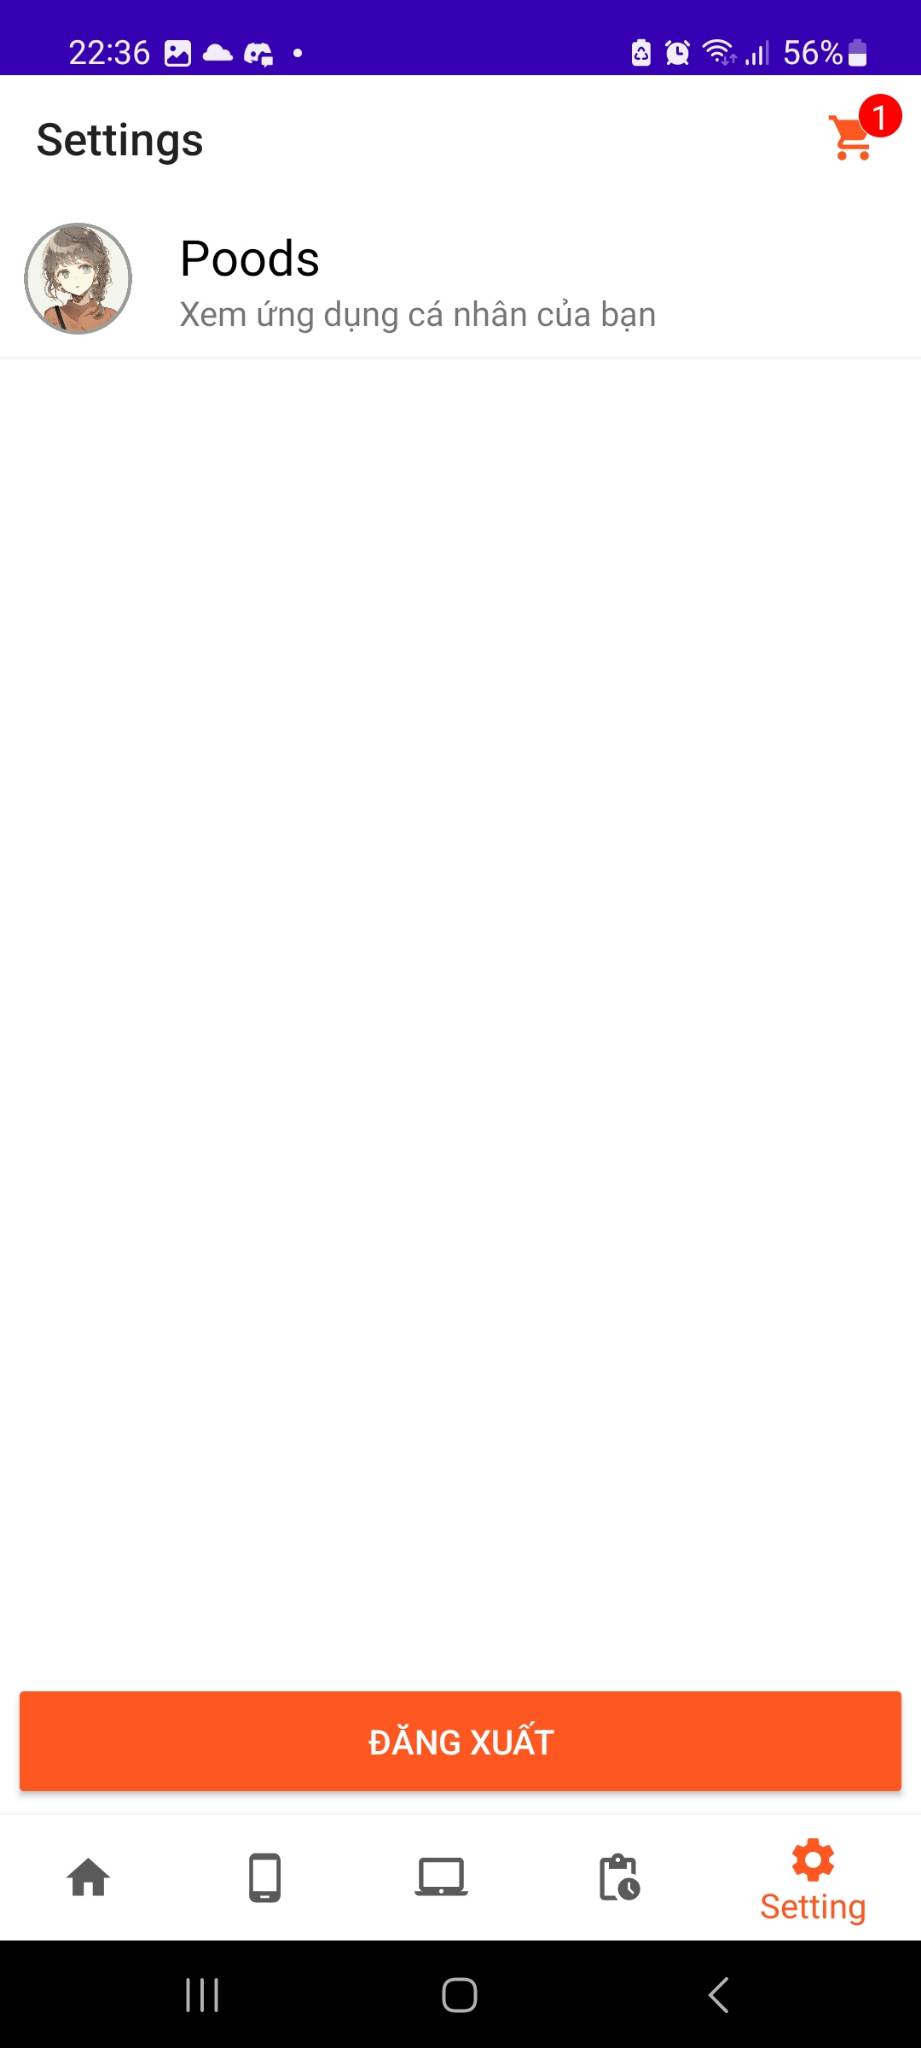 22:36
56%
Settings
1
Poods
Xem ứng dụng cá nhân của bạn
ĐĂNG XUẤT
Setting